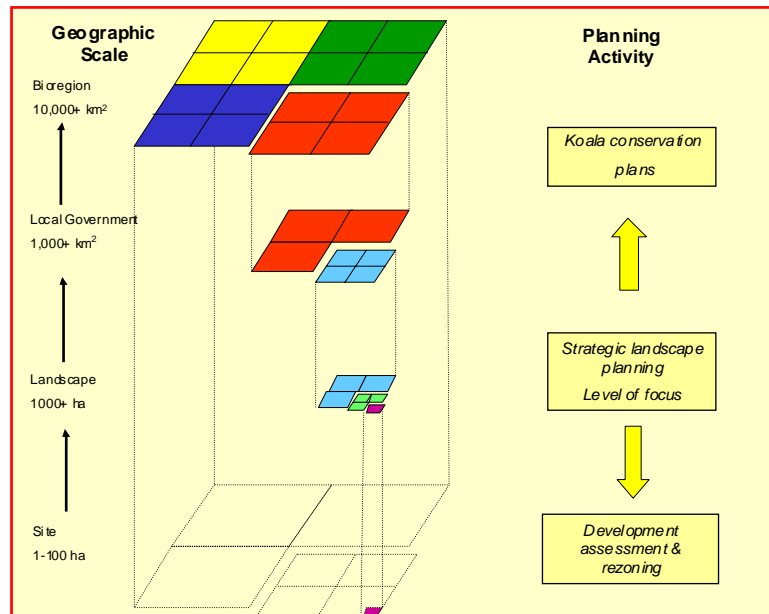 Geographic
Scale
Bioregion
10,000+ km²
Local Government
1,000+ km²
Landscape
1000+ ha
Site
1-100 ha
Planning
Activity
Koala conservation
plans
Strategic landscape
planning
Level of focus
Development
assessment &
rezoning